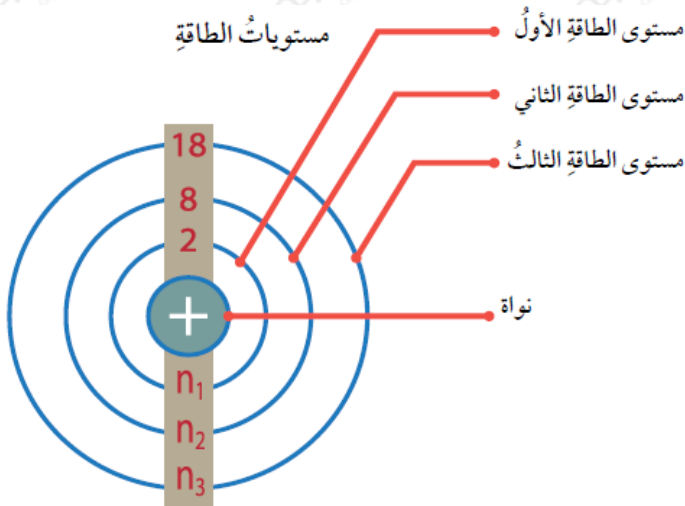 مستوياتُ الطاقةِ
مستوى الطاقةِ الأولُ
مستوى الطاقةِ الثاني
مستوى الطاقةِ الثالثُ
نواة
18
8
2
+
n₁
n₂
n₃